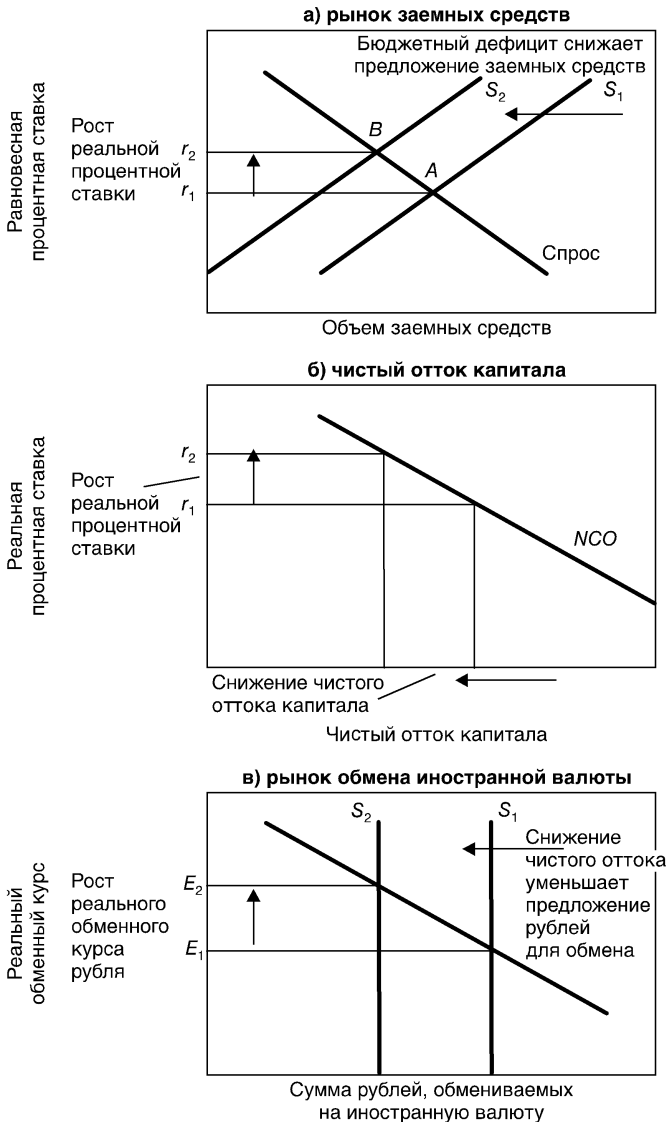 а) рынок заемных средств
Бюджетный дефицит снижает
предложение заемных средств
S2
S1
B
A
Равновесная
процентная ставка
Рост
реальной
процентной
ставки
r2
r1
Спрос
Объем заемных средств
б) чистый отток капитала
Реальная
процентная ставка
r2
Рост
реальной
процентной
ставки
r1
NCO
Снижение чистого
оттока капитала
Чистый отток капитала
в) рынок обмена иностранной валюты
S2
S1
Реальный
обменный курс
Рост
реального
обменного
курса
рубля
E2
E1
Снижение
чистого оттока
уменьшает
предложение
рублей
для обмена
Сумма рублей, обмениваемых
на иностранную валюту